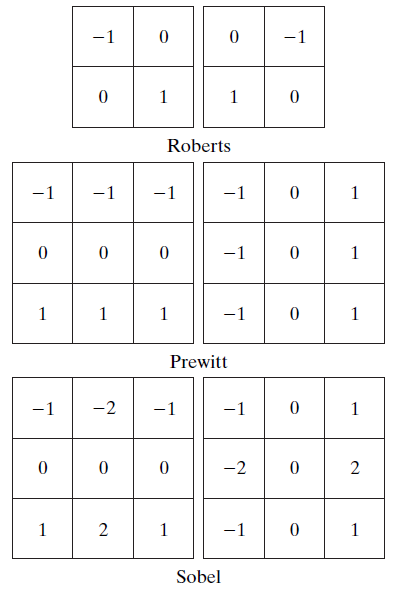 −1 0 0 −1
0 1 1 0
Roberts
−1 −1 −1 −1 0 1
0 0 0 −1 0 1
1 1 1 −1 0 1
Prewitt
−1 −2 −1 −1 0 1
0 0 0 −2 0 2
1 2 1 −1 0 1
Sobel